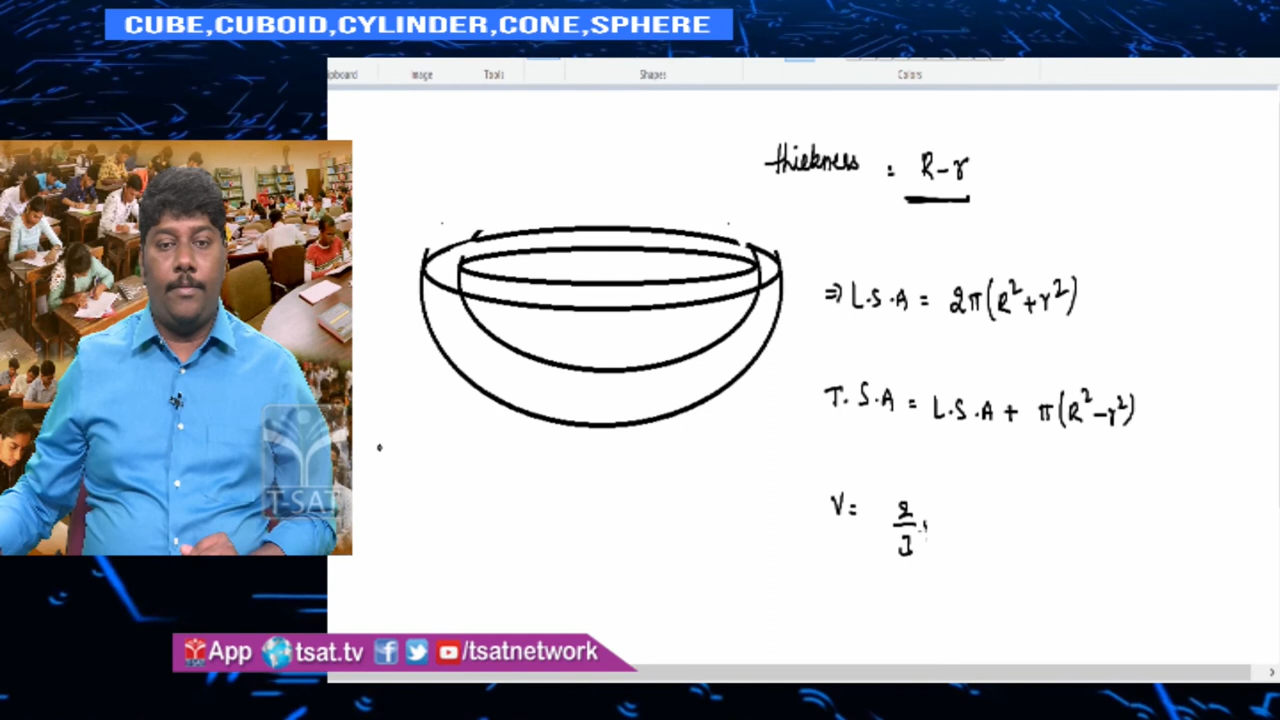 CUBE,CUBOID,CYLINDER,CONE,SPHERE
Image Tools Shapes Colors
thickness = R-r
⇒ L.S.A = 2π(R²+r²)
T.S.A = L.S.A + π(R²-r²)
V = 2/3
T-SAT
App tsat.tv /tsatnetwork